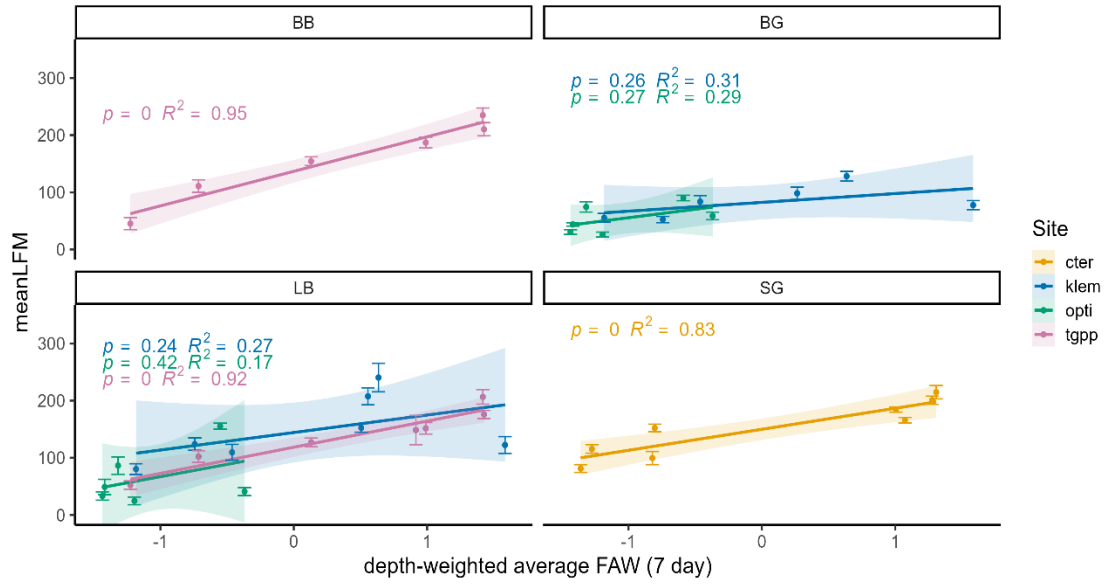 BB
BG
300
200
100
0
p = 0 R² = 0.95
p = 0.26 R² = 0.31
p = 0.27 R² = 0.29
meanLFM
LB
SG
300
200
100
0
p = 0.24 R² = 0.27
p = 0.42 R² = 0.17
p = 0 R² = 0.92
p = 0 R² = 0.83
-1 0 1
-1 0 1
depth-weighted average FAW (7 day)
Site
cter
klem
opti
tgpp